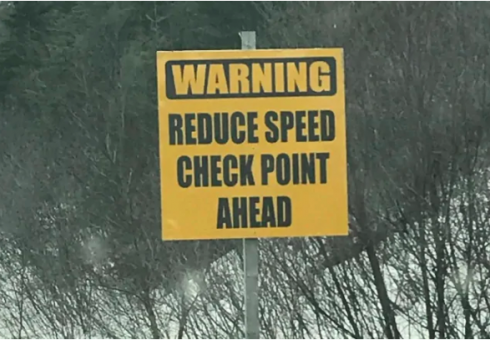 WARNING
REDUCE SPEED
CHECK POINT
AHEAD